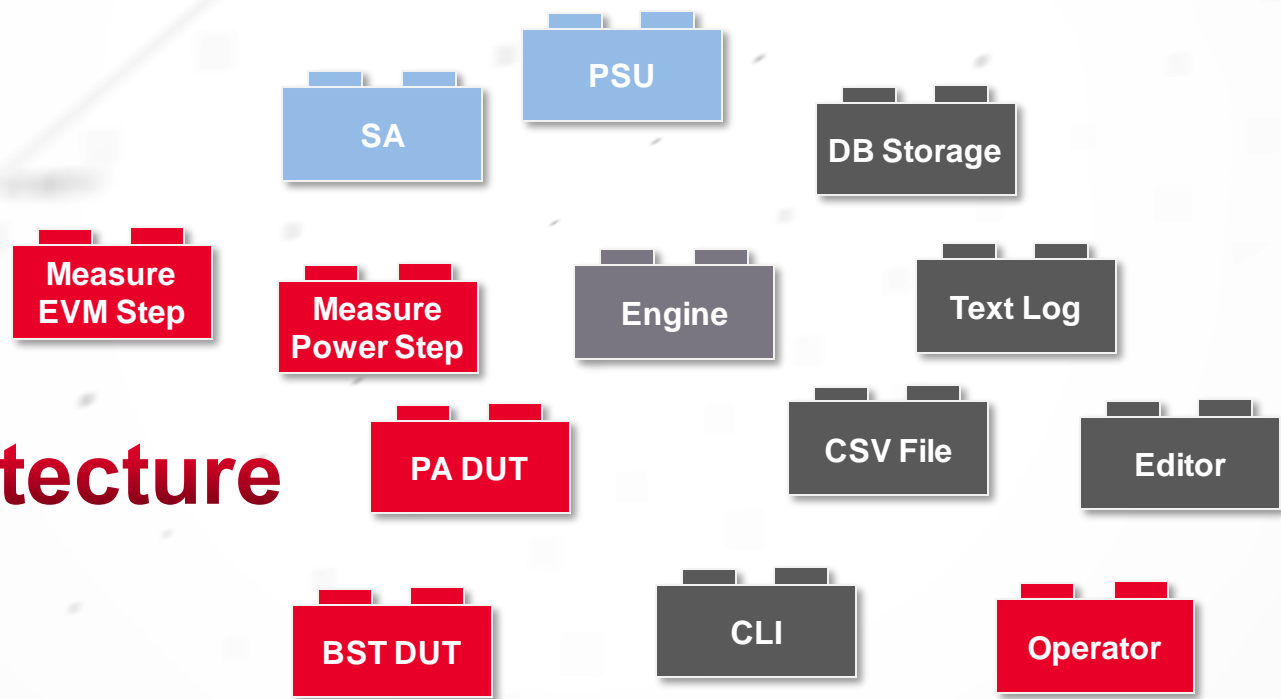 PSU
SA
DB Storage
Measure
EVM Step
Measure
Power Step
Engine
Text Log
tecture
PA DUT
CSV File
Editor
BST DUT
CLI
Operator